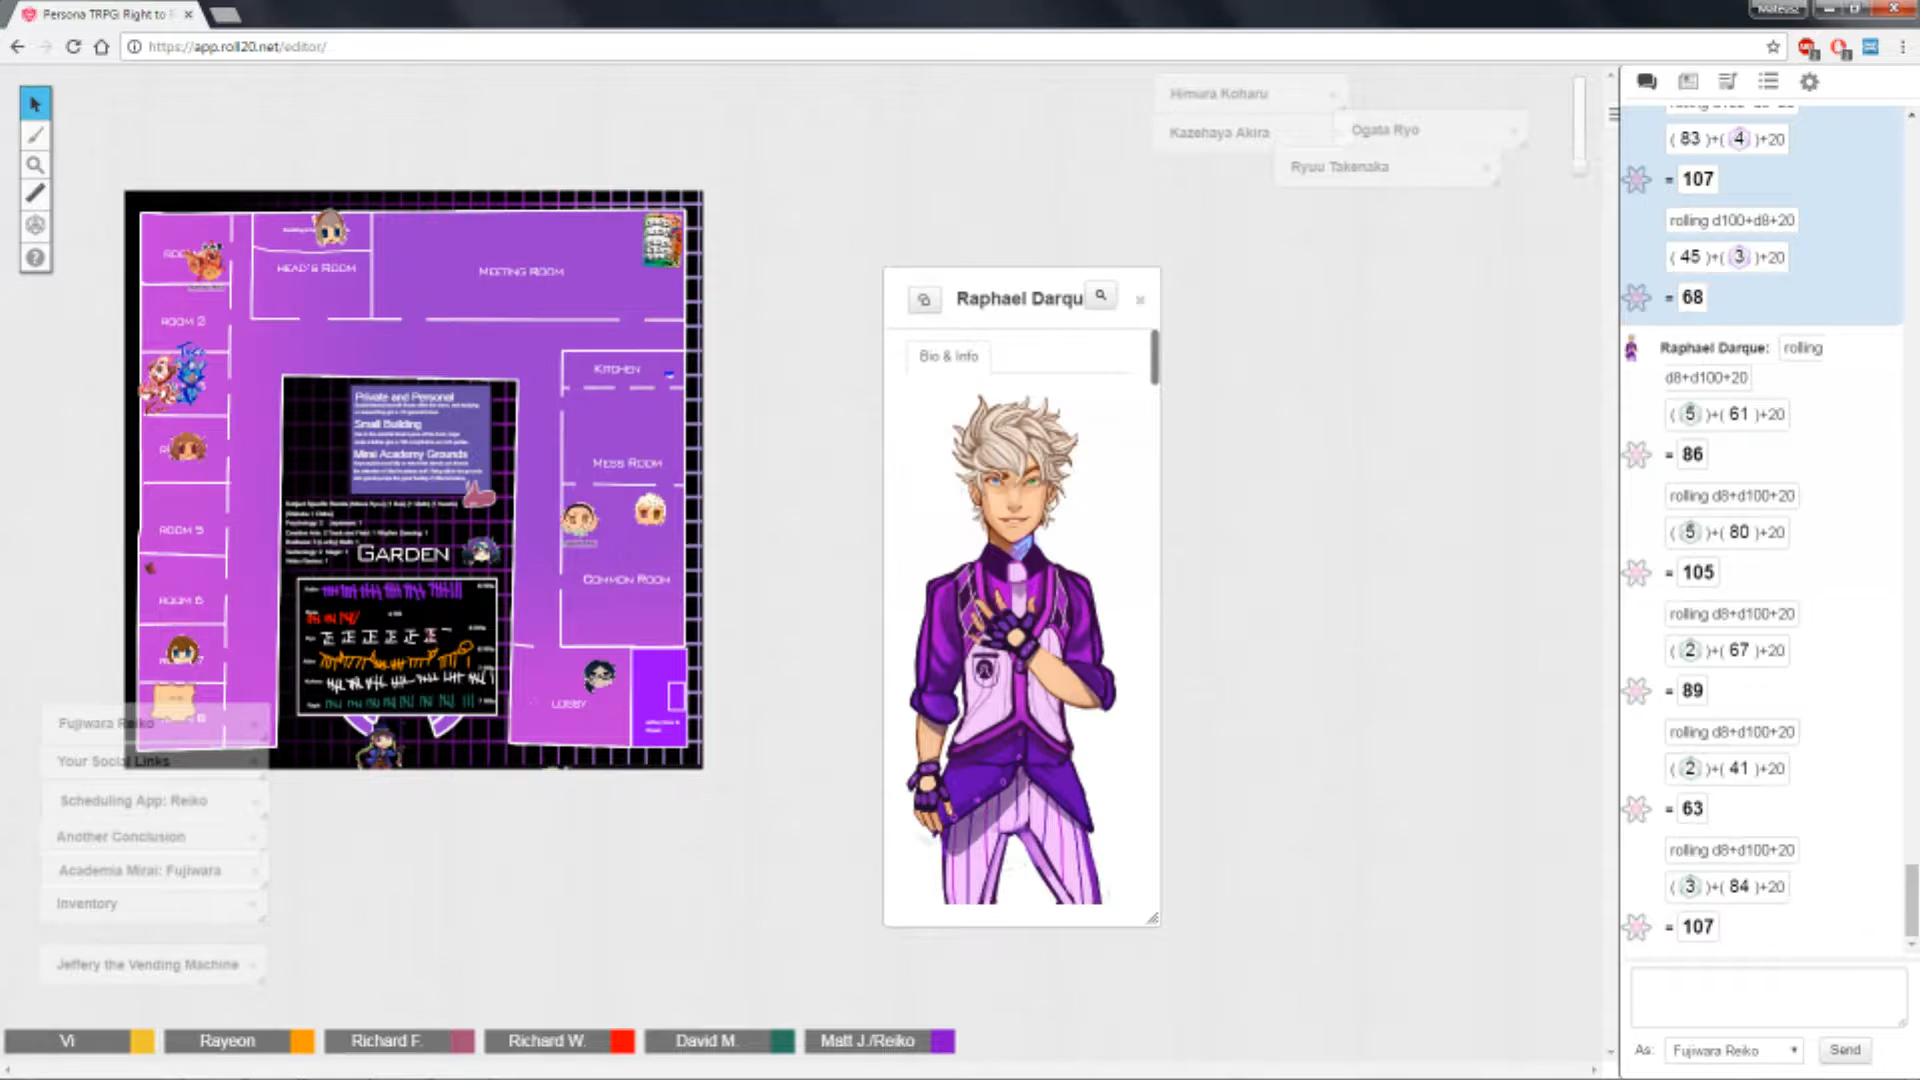 Persona TRPG: Right to
Mateusz
https://app.roll20.net/editor/
Himura Koharu
Kazehaya Akira
Ogata Ryo
Ryuu Takenaka
HEAD'S ROOM
MEETING ROOM
ROOM 2
KITCHEN
MESS ROOM
ROOM 5
ROOM 6
COMMON ROOM
LOBBY
Private and Personal
Small Building
Mirai Academy Grounds
GARDEN
Fujiwara Reiko
Your Social Links
Scheduling App: Reiko
Another Conclusion
Academia Mirai: Fujiwara
Inventory
Jeffery the Vending Machine
Raphael Darqu
Bio & Info
(83)+(4)+20
= 107
rolling d100+d8+20
(45)+(3)+20
= 68
Raphael Darque: rolling
d8+d100+20
(5)+(61)+20
= 86
rolling d8+d100+20
(5)+(80)+20
= 105
rolling d8+d100+20
(2)+(67)+20
= 89
rolling d8+d100+20
(2)+(41)+20
= 63
rolling d8+d100+20
(3)+(84)+20
= 107
As: Fujiwara Reiko
Send
Vi
Rayeon
Richard F.
Richard W.
David M.
Matt J./Reiko